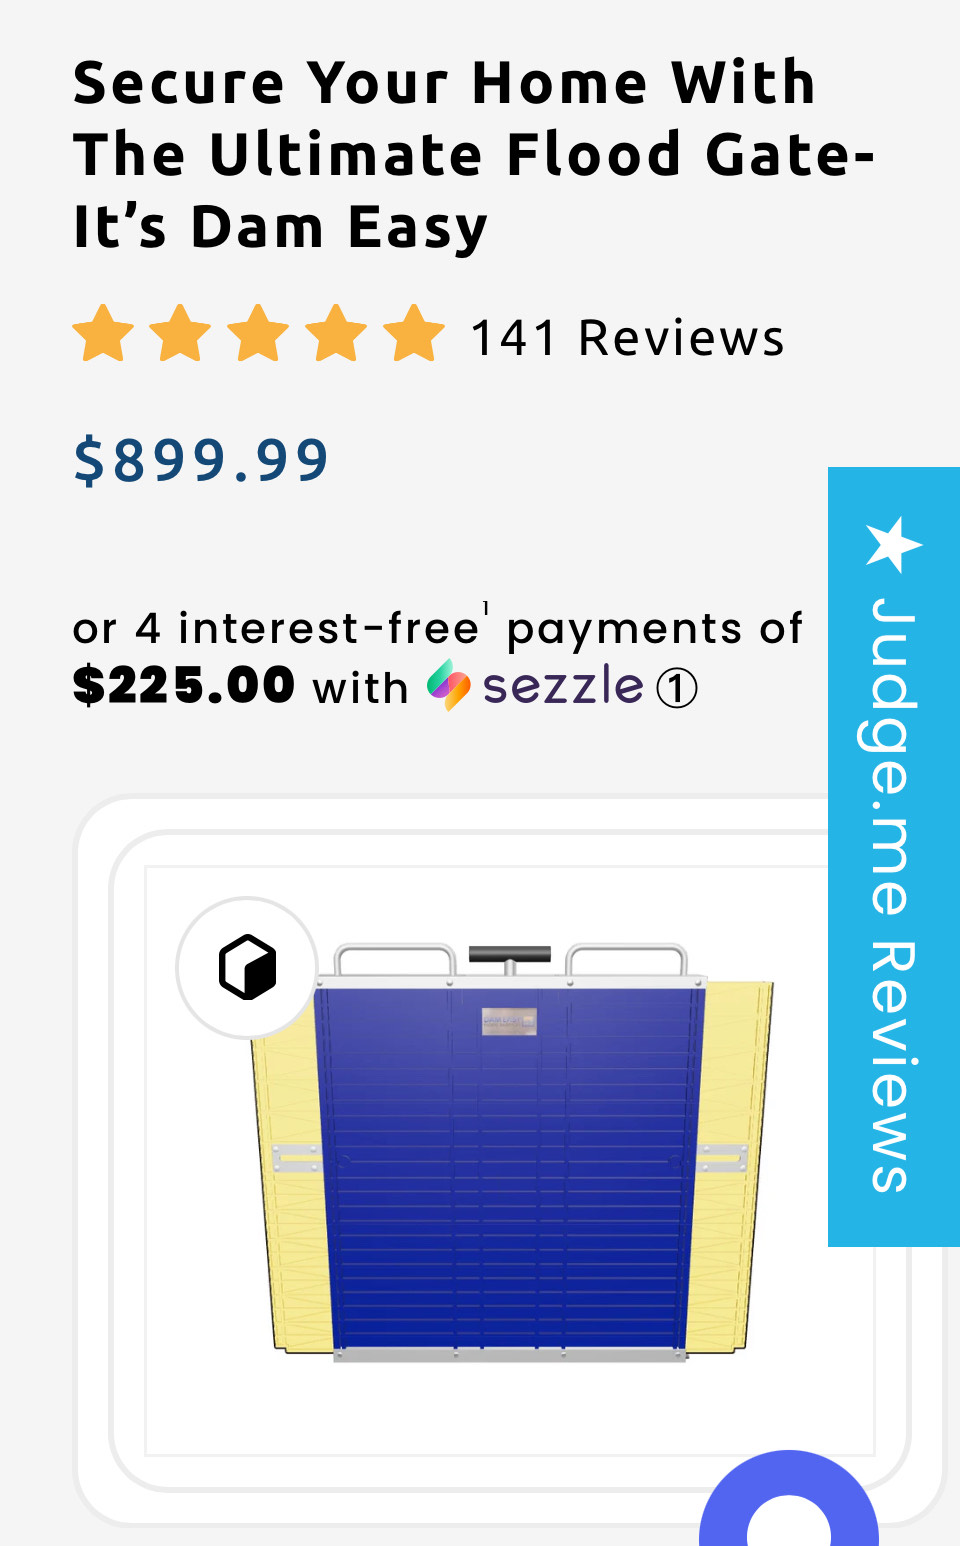 Secure Your Home With
The Ultimate Flood Gate-
It’s Dam Easy
141 Reviews
$899.99
or 4 interest-free¹ payments of
$225.00 with sezzle ①
★ Judge.me Reviews